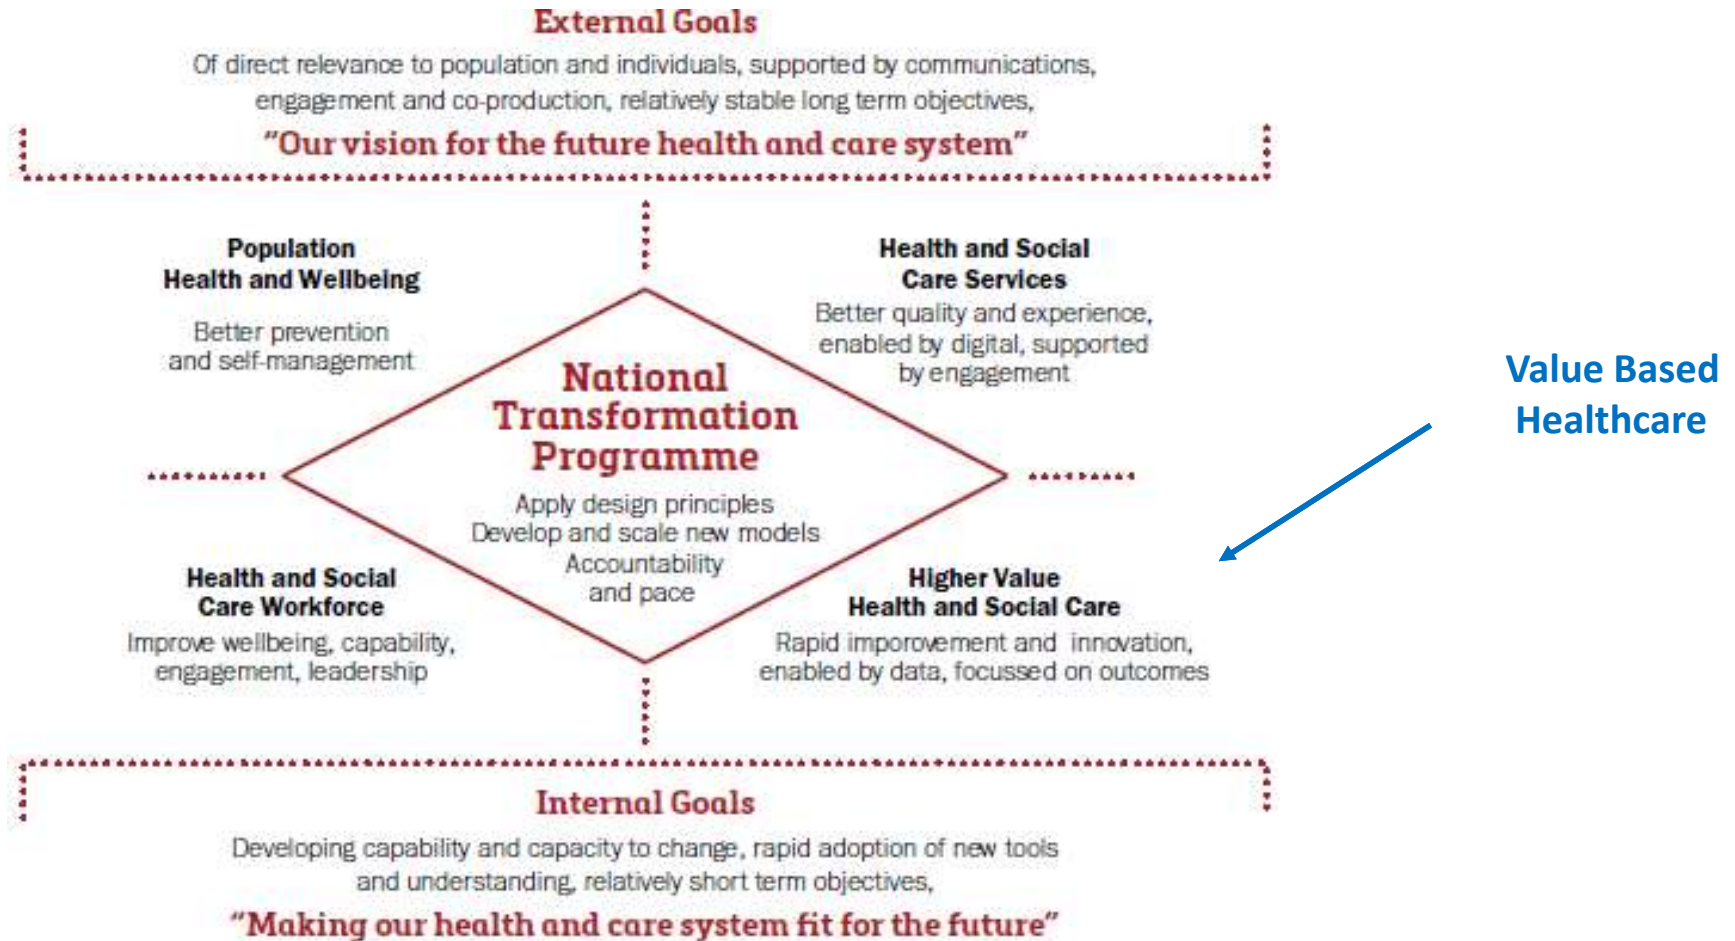 External Goals
Of direct relevance to population and individuals, supported by communications,
engagement and co-production, relatively stable long term objectives,
"Our vision for the future health and care system"
Population
Health and Wellbeing
Better prevention
and self-management
Health and Social
Care Services
Better quality and experience,
enabled by digital, supported
by engagement
National
Transformation
Programme
Apply design principles
Develop and scale new models
Accountability
and pace
Value Based
Healthcare
Health and Social
Care Workforce
Improve wellbeing, capability,
engagement, leadership
Higher Value
Health and Social Care
Rapid imporovement and innovation,
enabled by data, focussed on outcomes
Internal Goals
Developing capability and capacity to change, rapid adoption of new tools
and understanding, relatively short term objectives,
"Making our health and care system fit for the future"